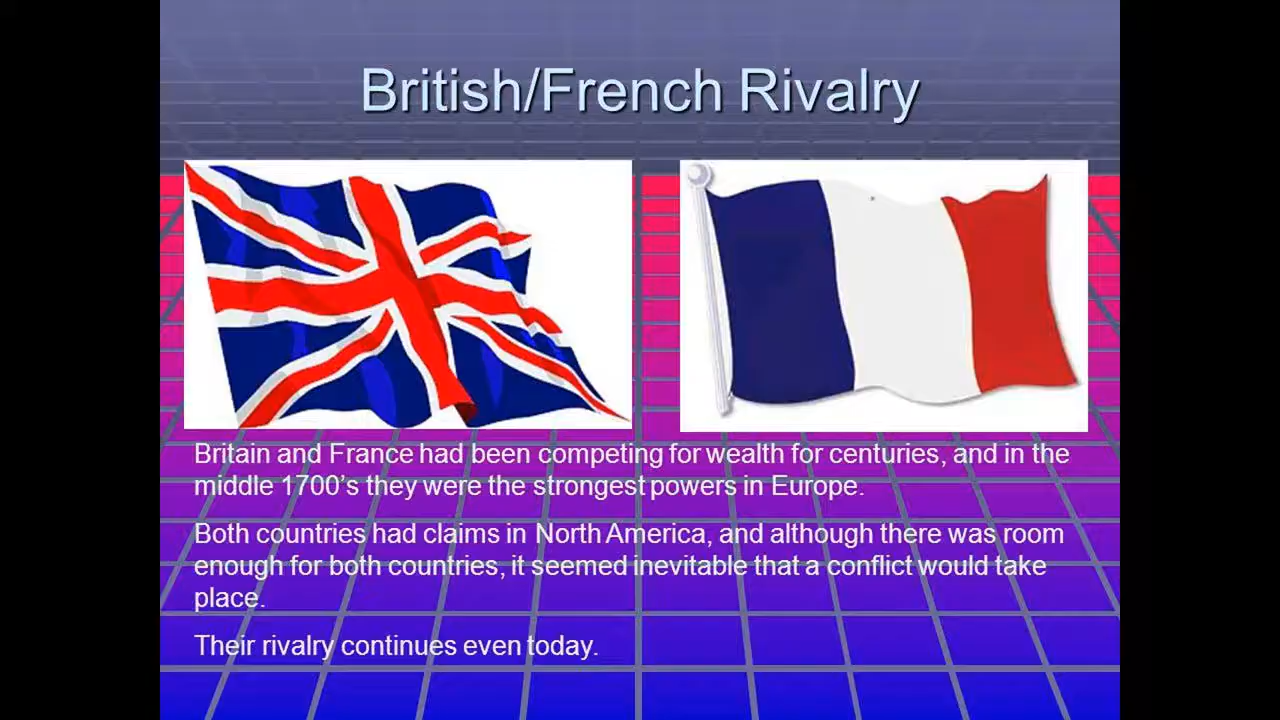 British/French Rivalry
Britain and France had been competing for wealth for centuries, and in the
middle 1700’s they were the strongest powers in Europe.
Both countries had claims in North America, and although there was room
enough for both countries, it seemed inevitable that a conflict would take
place.
Their rivalry continues even today.